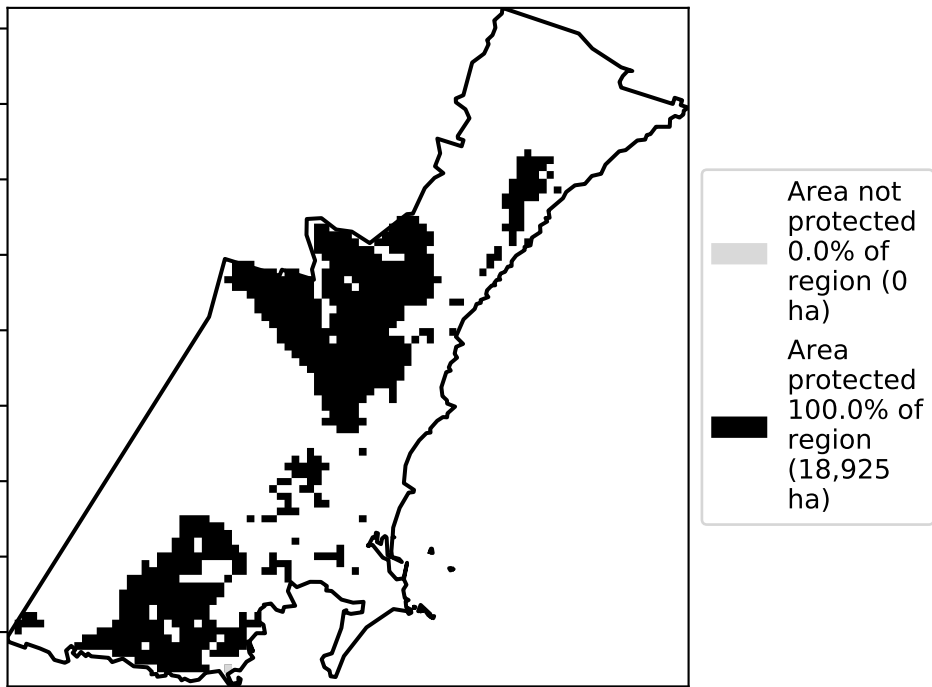 Area not
protected
0.0% of
region (0
ha)
Area
protected
100.0% of
region
(18,925
ha)